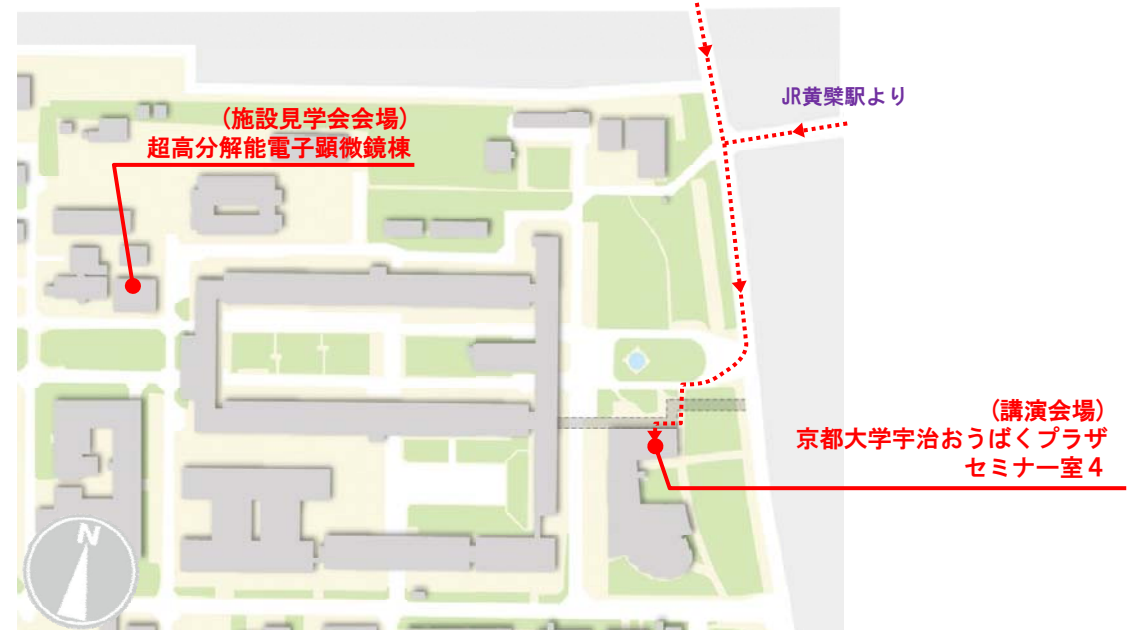 JR黄檗駅より
(施設見学会会場)
超高分解能電子顕微鏡棟
(講演会場)
京都大学宇治おうばくプラザ
セミナー室４
N